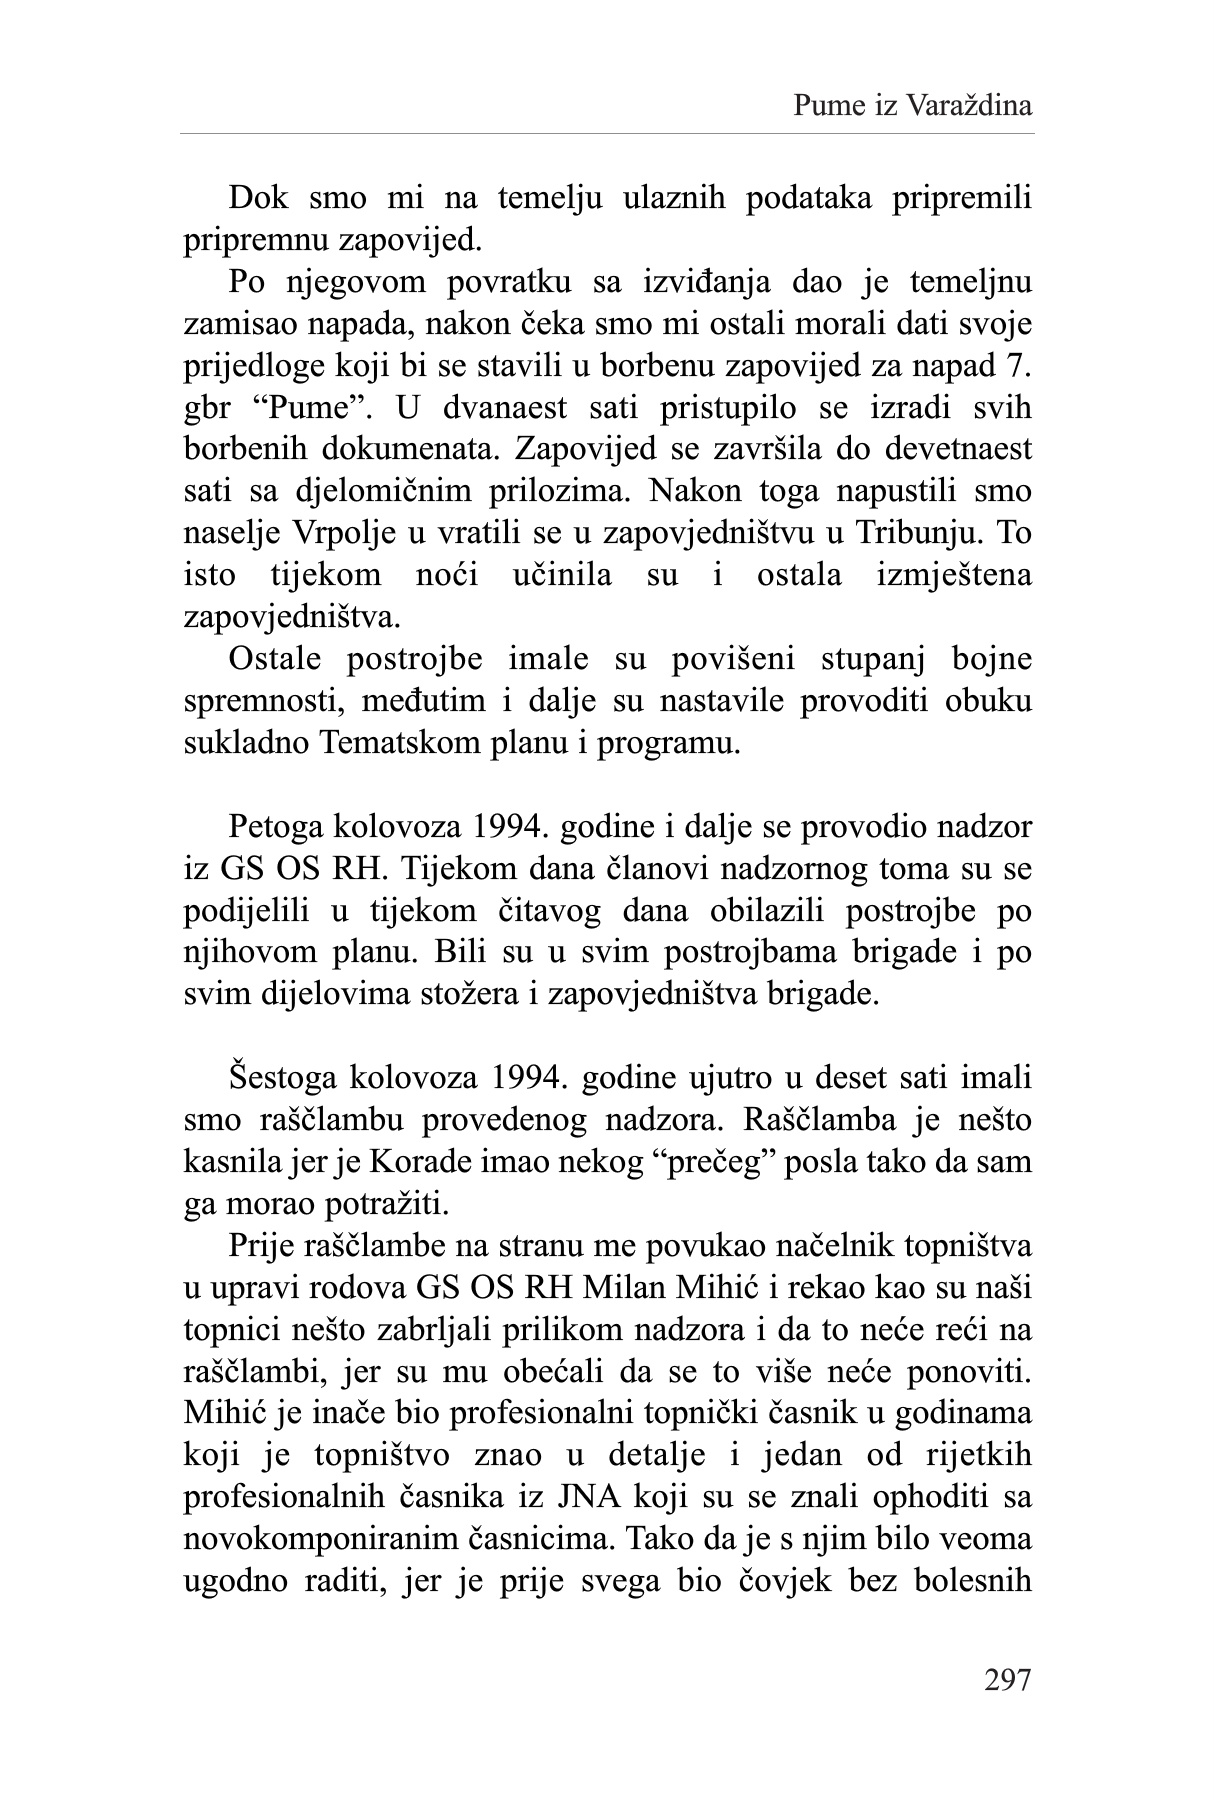 Pume iz Varaždina
Dok smo mi na temelju ulaznih podataka pripremili
pripremnu zapovijed.
Po njegovom povratku sa izviđanja dao je temeljnu
zamisao napada, nakon čeka smo mi ostali morali dati svoje
prijedloge koji bi se stavili u borbenu zapovijed za napad 7.
gbr “Pume”. U dvanaest sati pristupilo se izradi svih
borbenih dokumenata. Zapovijed se završila do devetnaest
sati sa djelomičnim prilozima. Nakon toga napustili smo
naselje Vrpolje u vratili se u zapovjedništvu u Tribunju. To
isto tijekom noći učinila su i ostala izmještena
zapovjedništva.
Ostale postrojbe imale su povišeni stupanj bojne
spremnosti, međutim i dalje su nastavile provoditi obuku
sukladno Tematskom planu i programu.
Petoga kolovoza 1994. godine i dalje se provodio nadzor
iz GS OS RH. Tijekom dana članovi nadzornog toma su se
podijelili u tijekom čitavog dana obilazili postrojbe po
njihovom planu. Bili su u svim postrojbama brigade i po
svim dijelovima stožera i zapovjedništva brigade.
Šestoga kolovoza 1994. godine ujutro u deset sati imali
smo raščlambu provedenog nadzora. Raščlamba je nešto
kasnila jer je Korade imao nekog “prečeg” posla tako da sam
ga morao potražiti.
Prije raščlambe na stranu me povukao načelnik topništva
u upravi rodova GS OS RH Milan Mihić i rekao kao su naši
topnici nešto zabrljali prilikom nadzora i da to neće reći na
raščlambi, jer su mu obećali da se to više neće ponoviti.
Mihić je inače bio profesionalni topnički časnik u godinama
koji je topništvo znao u detalje i jedan od rijetkih
profesionalnih časnika iz JNA koji su se znali ophoditi sa
novokomponiranim časnicima. Tako da je s njim bilo veoma
ugodno raditi, jer je prije svega bio čovjek bez bolesnih
297